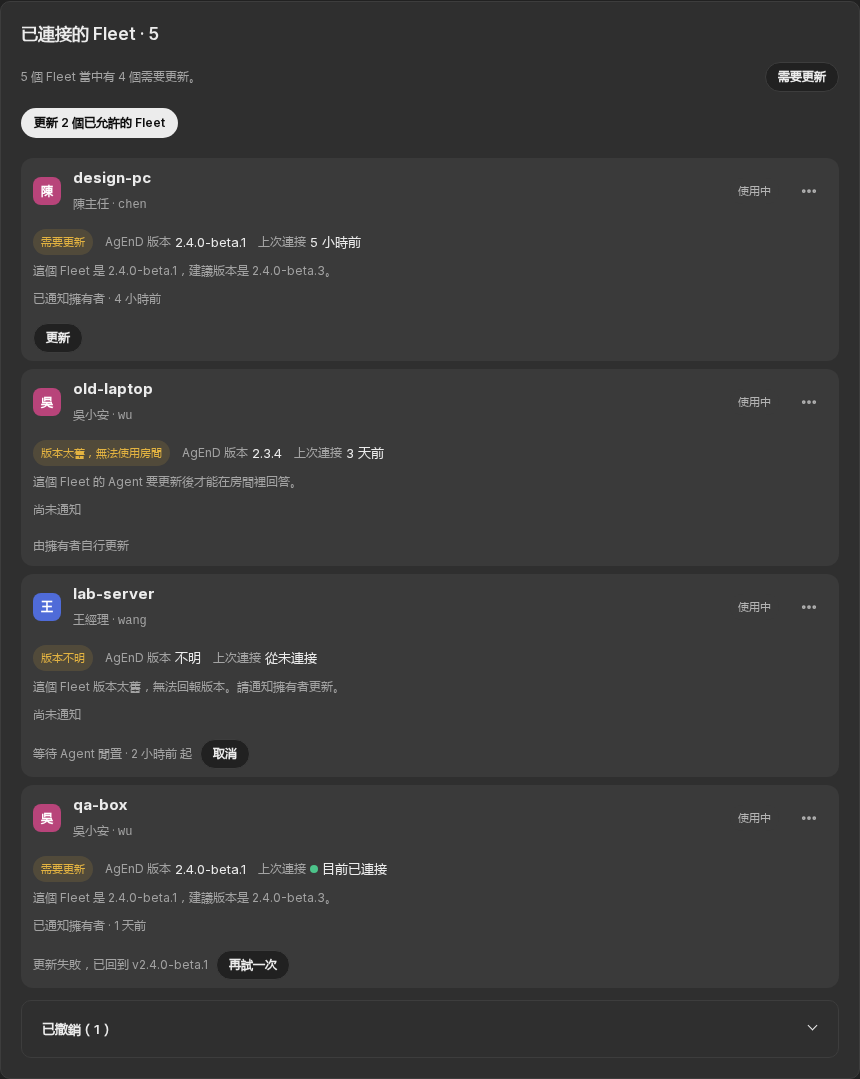 已連接的 Fleet · 5
5 個 Fleet 當中有 4 個需要更新。
需要更新
更新 2 個已允許的 Fleet
陳
design-pc
陳主任 · chen
使用中
需要更新 AgEnD 版本 2.4.0-beta.1 上次連接 5 小時前
這個 Fleet 是 2.4.0-beta.1，建議版本是 2.4.0-beta.3。
已通知擁有者 · 4 小時前
更新
吳
old-laptop
吳小安 · wu
使用中
版本太舊，無法使用房間 AgEnD 版本 2.3.4 上次連接 3 天前
這個 Fleet 的 Agent 要更新後才能在房間裡回答。
尚未通知
由擁有者自行更新
王
lab-server
王經理 · wang
使用中
版本不明 AgEnD 版本 不明 上次連接 從未連接
這個 Fleet 版本太舊，無法回報版本。請通知擁有者更新。
尚未通知
等待 Agent 閒置 · 2 小時前 起 取消
吳
qa-box
吳小安 · wu
使用中
需要更新 AgEnD 版本 2.4.0-beta.1 上次連接 目前已連接
這個 Fleet 是 2.4.0-beta.1，建議版本是 2.4.0-beta.3。
已通知擁有者 · 1 天前
更新失敗，已回到 v2.4.0-beta.1 再試一次
已撤銷（1）